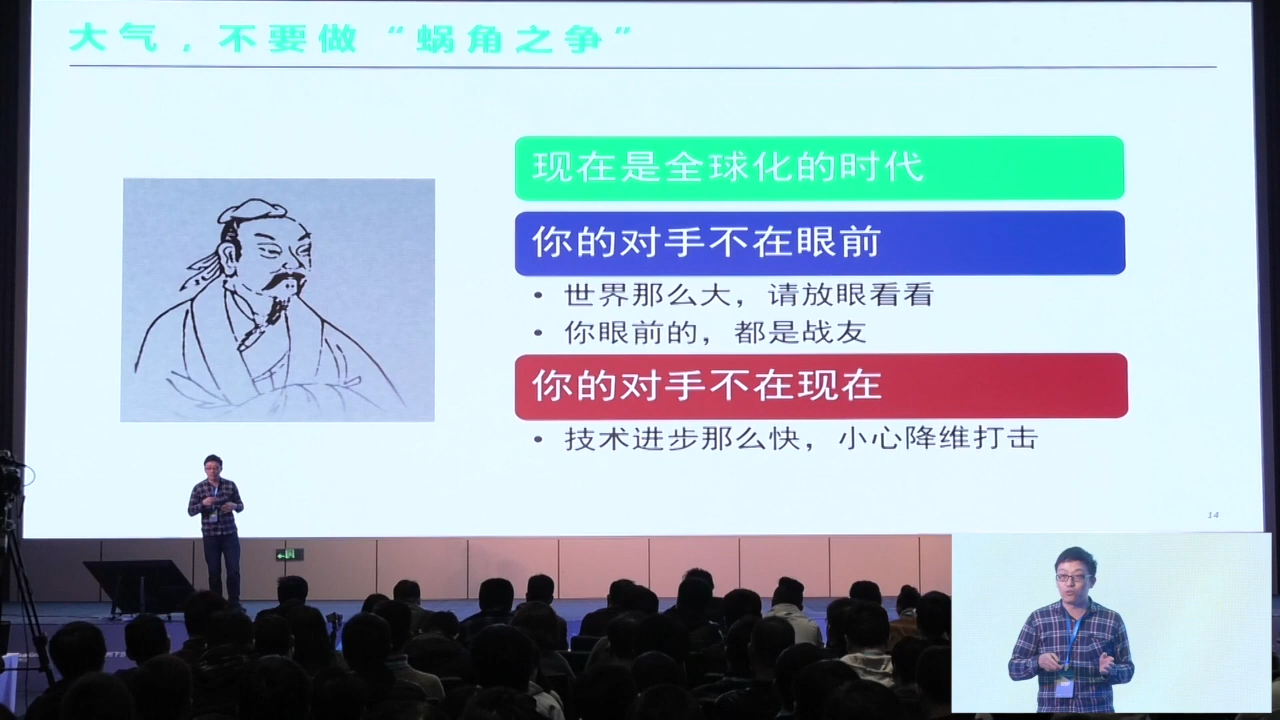 大气，不要做“蜗角之争”
现在是全球化的时代
你的对手不在眼前
• 世界那么大，请放眼看看
• 你眼前的，都是战友
你的对手不在现在
• 技术进步那么快，小心降维打击
14